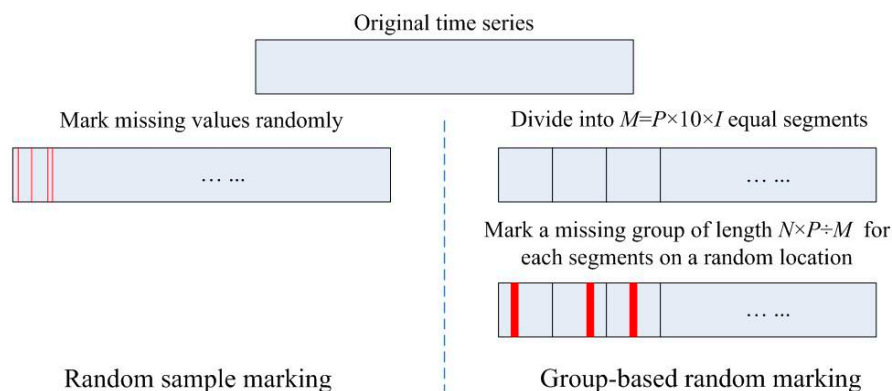 Original time series
Mark missing values randomly
… ...
Random sample marking
Divide into M=P×10×I equal segments
… ...
Mark a missing group of length N×P÷M for
each segments on a random location
… ...
Group-based random marking